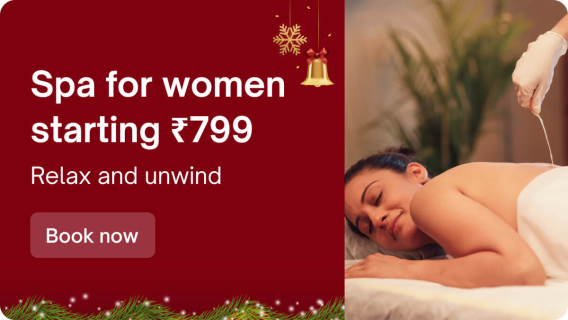 Spa for women
starting ₹799
Relax and unwind
Book now